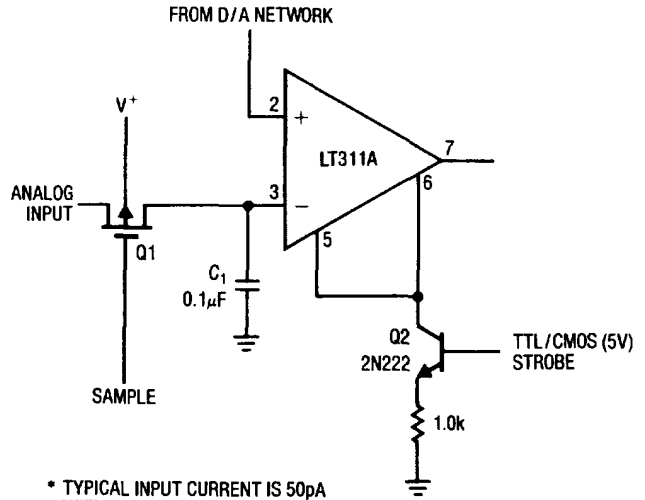 FROM D/A NETWORK
V+
2
+
LT311A
7
6
ANALOG
INPUT
3
−
5
Q1
C1
0.1μF
Q2
2N222
TTL/CMOS (5V)
STROBE
SAMPLE
1.0k
* TYPICAL INPUT CURRENT IS 50pA